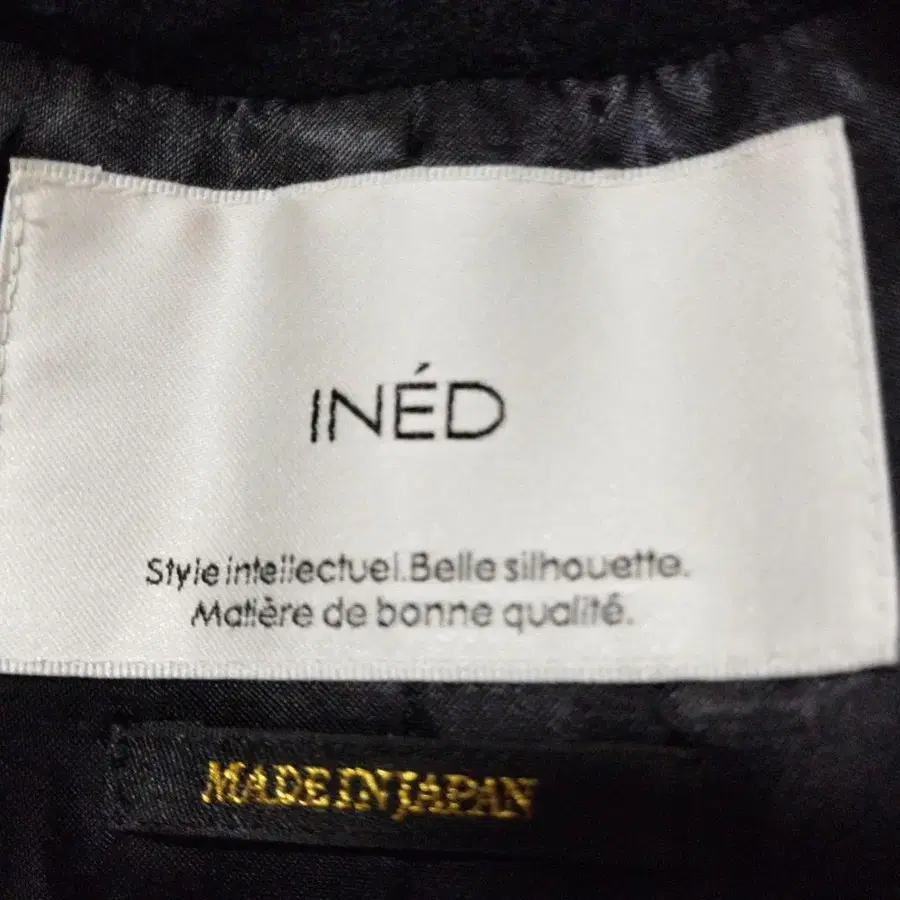 INÉD
Style intellectuel. Belle silhouette.
Matière de bonne qualité.
MADE IN JAPAN